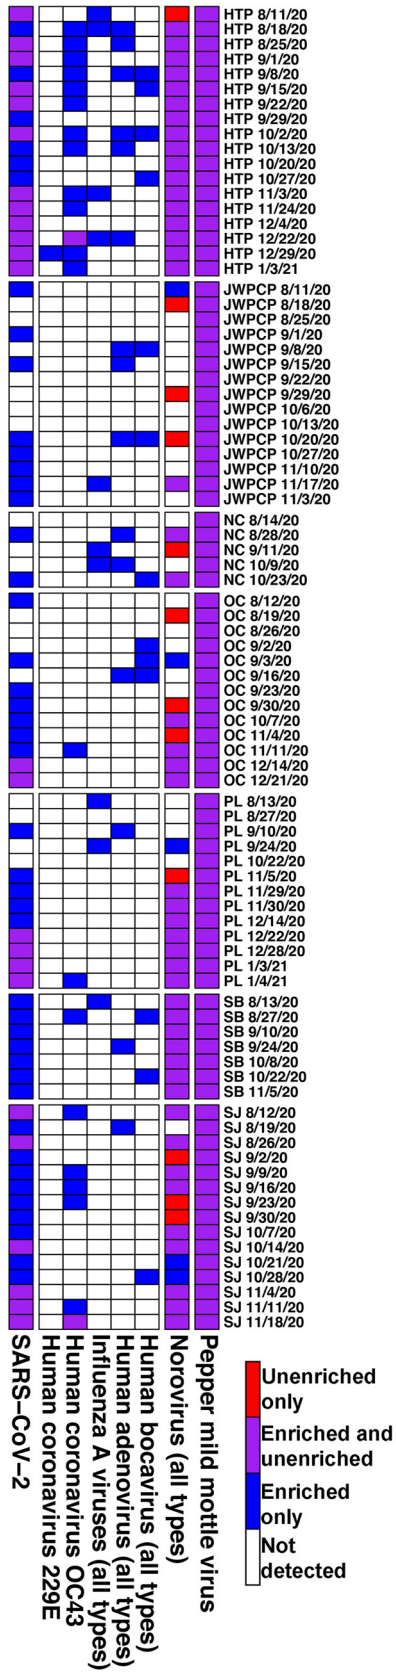 HTP 8/11/20
HTP 8/18/20
HTP 8/25/20
HTP 9/1/20
HTP 9/8/20
HTP 9/15/20
HTP 9/22/20
HTP 9/29/20
HTP 10/2/20
HTP 10/13/20
HTP 10/20/20
HTP 10/27/20
HTP 11/3/20
HTP 11/24/20
HTP 12/4/20
HTP 12/22/20
HTP 12/29/20
HTP 1/3/21
JWPCP 8/11/20
JWPCP 8/18/20
JWPCP 8/25/20
JWPCP 9/1/20
JWPCP 9/8/20
JWPCP 9/15/20
JWPCP 9/22/20
JWPCP 9/29/20
JWPCP 10/6/20
JWPCP 10/13/20
JWPCP 10/20/20
JWPCP 10/27/20
JWPCP 11/10/20
JWPCP 11/17/20
JWPCP 11/3/20
NC 8/14/20
NC 8/28/20
NC 9/11/20
NC 10/9/20
NC 10/23/20
OC 8/12/20
OC 8/19/20
OC 8/26/20
OC 9/2/20
OC 9/3/20
OC 9/16/20
OC 9/23/20
OC 9/30/20
OC 10/7/20
OC 11/4/20
OC 11/11/20
OC 12/14/20
OC 12/21/20
PL 8/13/20
PL 8/27/20
PL 9/10/20
PL 9/24/20
PL 10/22/20
PL 11/5/20
PL 11/29/20
PL 11/30/20
PL 12/14/20
PL 12/22/20
PL 12/28/20
PL 1/3/21
PL 1/4/21
SB 8/13/20
SB 8/27/20
SB 9/10/20
SB 9/24/20
SB 10/8/20
SB 10/22/20
SB 11/5/20
SJ 8/12/20
SJ 8/19/20
SJ 8/26/20
SJ 9/2/20
SJ 9/9/20
SJ 9/16/20
SJ 9/23/20
SJ 9/30/20
SJ 10/7/20
SJ 10/14/20
SJ 10/21/20
SJ 10/28/20
SJ 11/4/20
SJ 11/11/20
SJ 11/18/20
SARS−CoV−2
Human coronavirus 229E
Human coronavirus OC43
Influenza A viruses (all types)
Human adenovirus (all types)
Human bocavirus (all types)
Norovirus (all types)
Pepper mild mottle virus
Unenriched
only
Enriched and
unenriched
Enriched
only
Not
detected